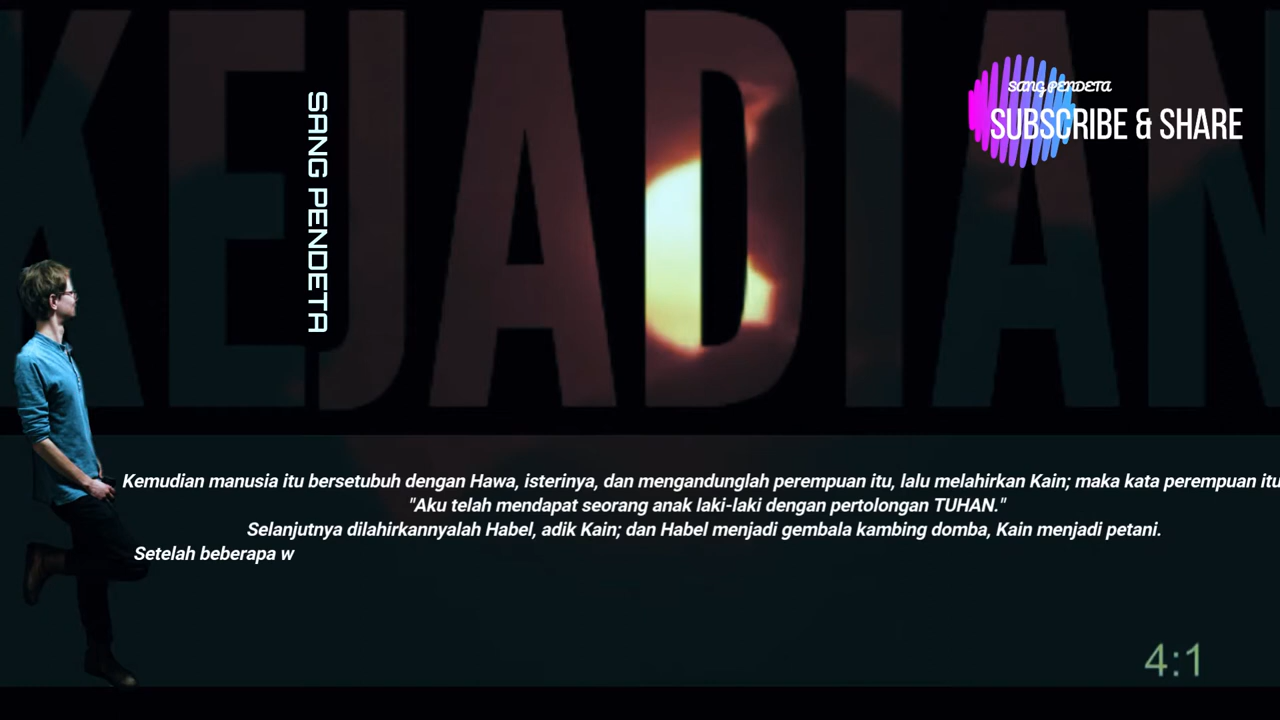 KEJADIAN
SANG PENDETA
SANG PENDETA
SUBSCRIBE & SHARE
Kemudian manusia itu bersetubuh dengan Hawa, isterinya, dan mengandunglah perempuan itu, lalu melahirkan Kain; maka kata perempuan itu
"Aku telah mendapat seorang anak laki-laki dengan pertolongan TUHAN."
Selanjutnya dilahirkannyalah Habel, adik Kain; dan Habel menjadi gembala kambing domba, Kain menjadi petani.
Setelah beberapa w
4:1